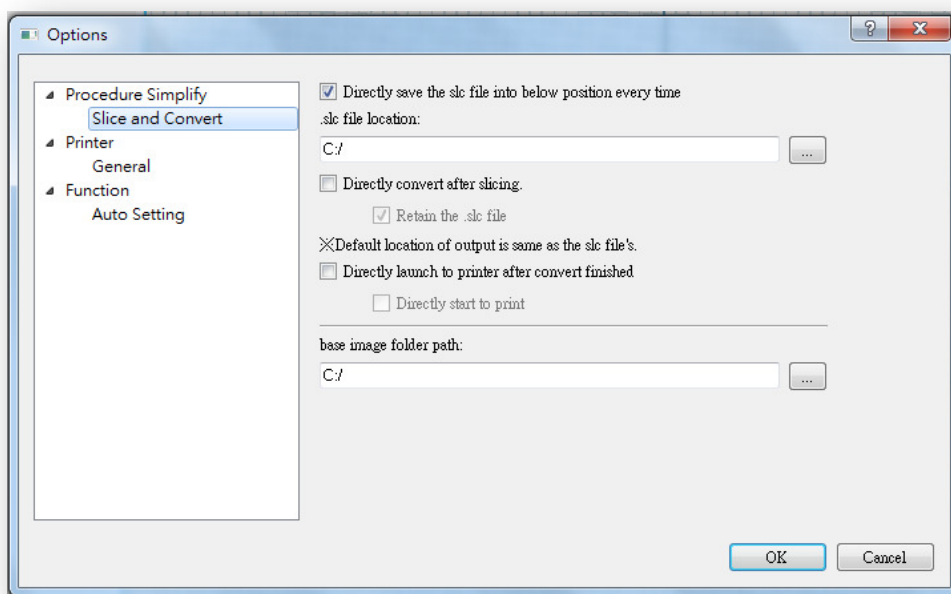 Options
Procedure Simplify
Slice and Convert
Printer
General
Function
Auto Setting
Directly save the slc file into below position every time
.slc file location:
C:/
...
Directly convert after slicing.
Retain the .slc file
※Default location of output is same as the slc file's.
Directly launch to printer after convert finished
Directly start to print
base image folder path:
C:/
...
OK
Cancel